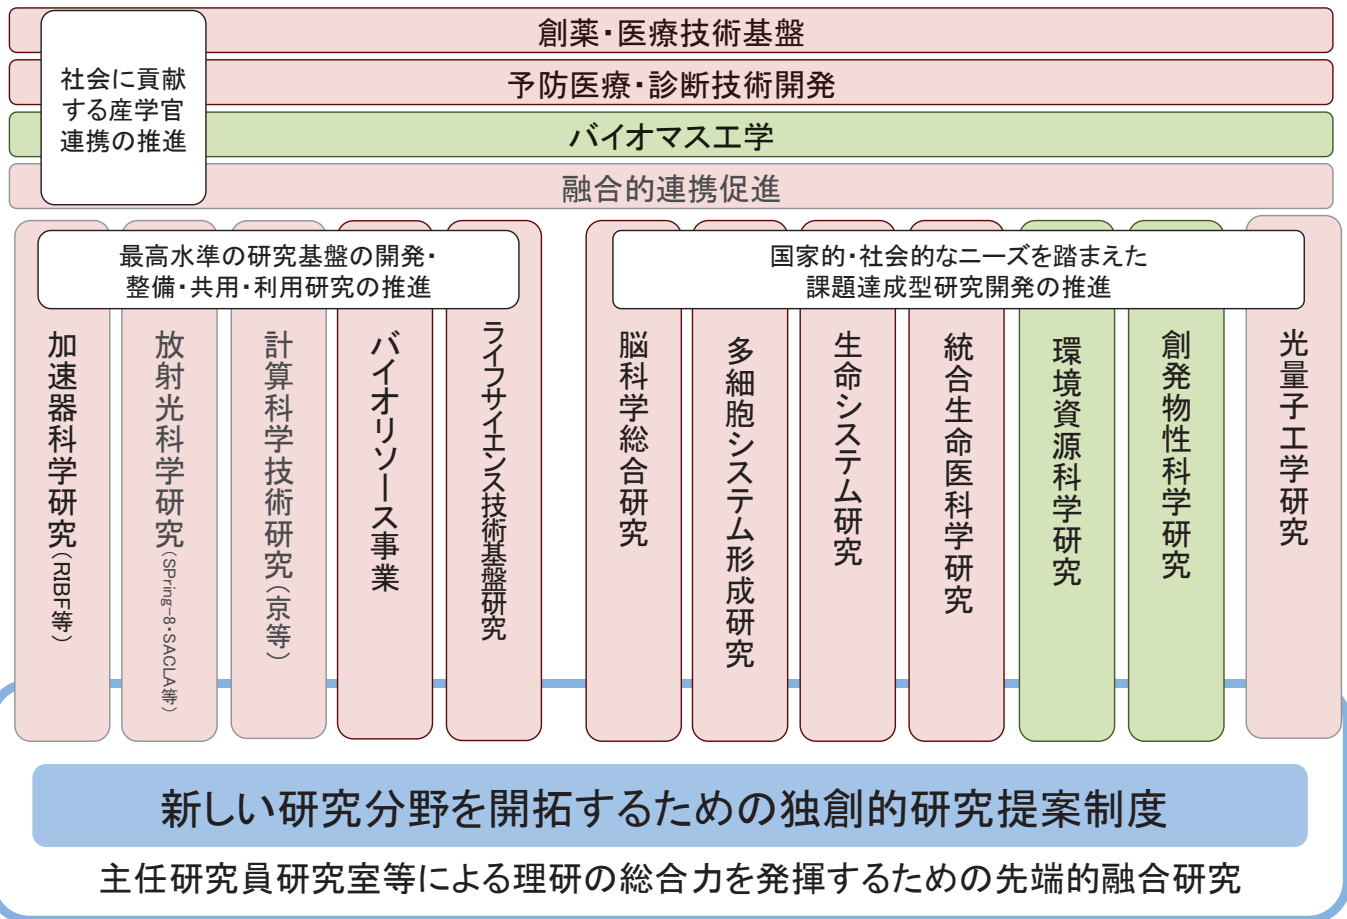 創薬・医療技術基盤
予防医療・診断技術開発
バイオマス工学
融合的連携促進
社会に貢献
する産学官
連携の推進
最高水準の研究基盤の開発・
整備・共用・利用研究の推進
国家的・社会的なニーズを踏まえた
課題達成型研究開発の推進
加速器科学研究(RIBF等)
放射光科学研究(SPring-8・SACLA等)
計算科学技術研究(京等)
バイオリソース事業
ライフサイエンス技術基盤研究
脳科学総合研究
多細胞システム形成研究
生命システム研究
統合生命医科学研究
環境資源科学研究
創発物性科学研究
光量子工学研究
新しい研究分野を開拓するための独創的研究提案制度
主任研究員研究室等による理研の総合力を発揮するための先端的融合研究